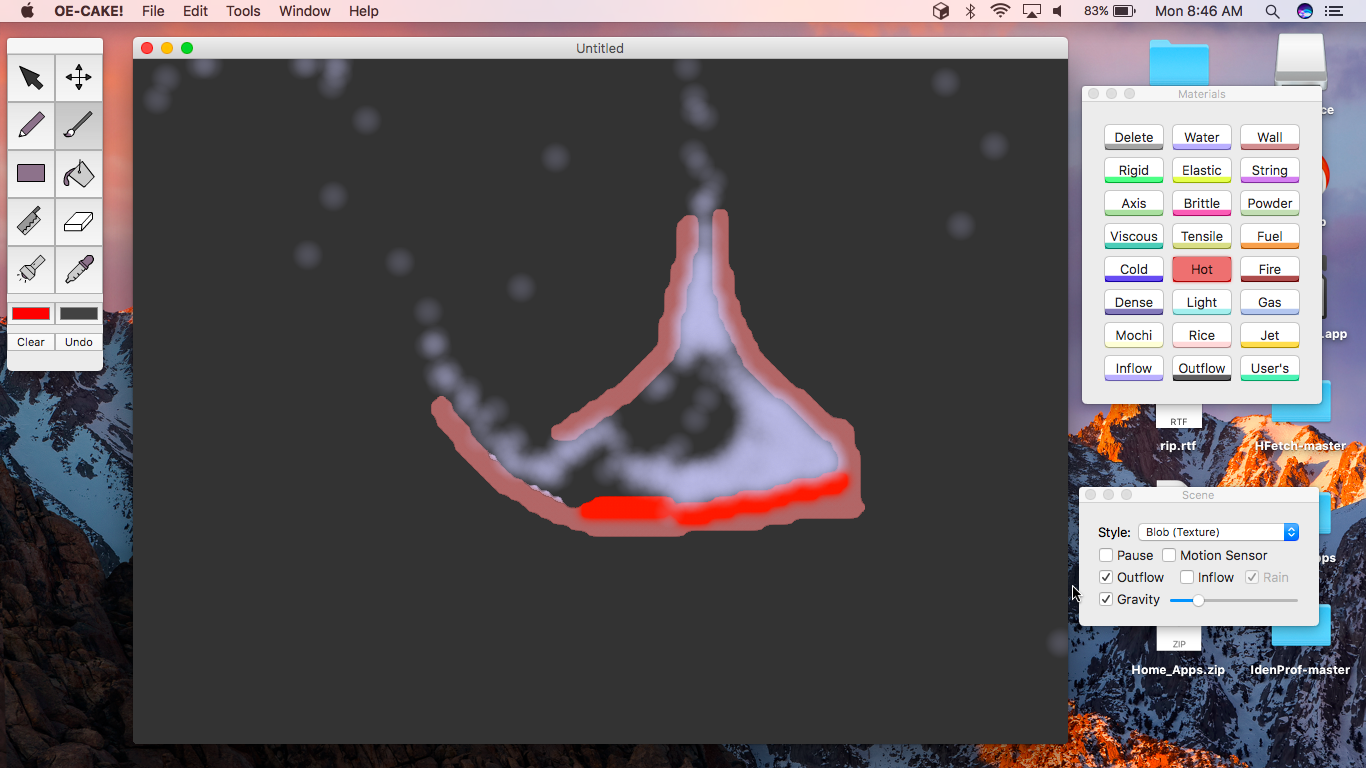 OE-CAKE! File Edit Tools Window Help 83% Mon 8:46 AM
Untitled
Clear Undo
Materials
Delete Water Wall
Rigid Elastic String
Axis Brittle Powder
Viscous Tensile Fuel
Cold Hot Fire
Dense Light Gas
Mochi Rice Jet
Inflow Outflow User's
ce
.app
RTF
rip.rtf HFetch-master
Scene
Style: Blob (Texture)
Pause Motion Sensor
Outflow Inflow Rain
Gravity
ps
ZIP
Home_Apps.zip IdenProf-master